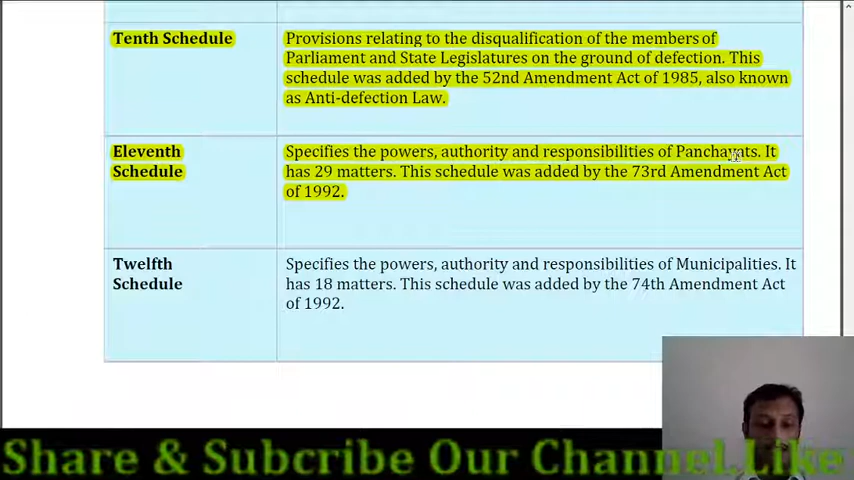 Tenth Schedule
Provisions relating to the disqualification of the members of
Parliament and State Legislatures on the ground of defection. This
schedule was added by the 52nd Amendment Act of 1985, also known
as Anti-defection Law.
Eleventh
Schedule
Specifies the powers, authority and responsibilities of Panchayats. It
has 29 matters. This schedule was added by the 73rd Amendment Act
of 1992.
Twelfth
Schedule
Specifies the powers, authority and responsibilities of Municipalities. It
has 18 matters. This schedule was added by the 74th Amendment Act
of 1992.
Share & Subcribe Our Channel.Like